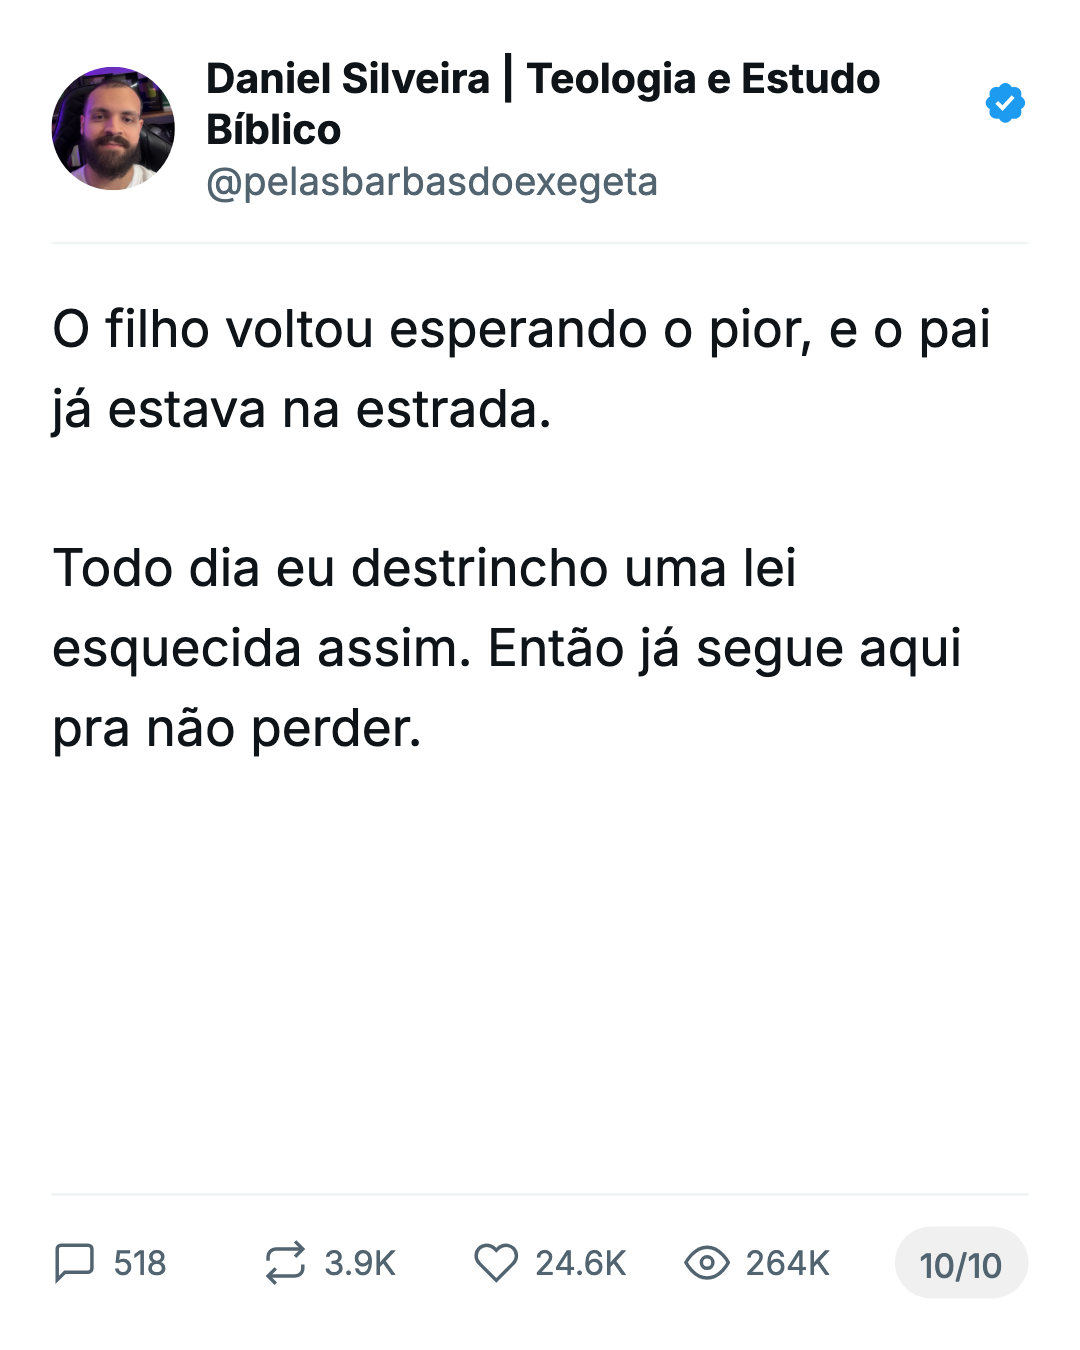 Daniel Silveira | Teologia e Estudo
Bíblico
@pelasbarbasdoexegeta
O filho voltou esperando o pior, e o pai
já estava na estrada.
Todo dia eu destrincho uma lei
esquecida assim. Então já segue aqui
pra não perder.
518 3.9K 24.6K 264K 10/10